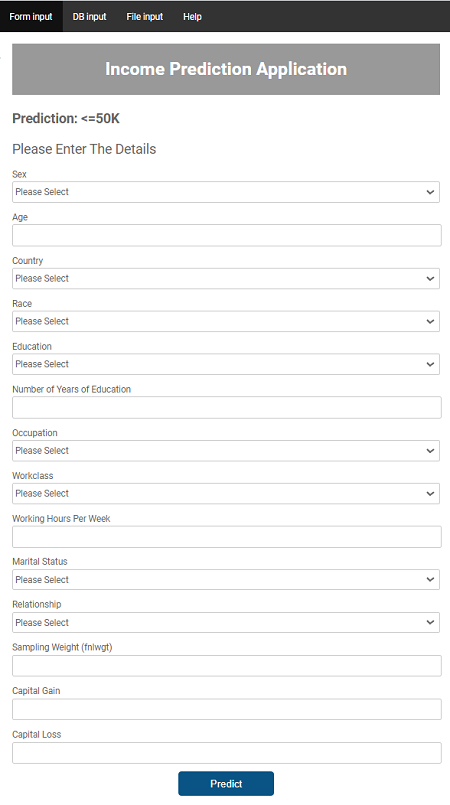 Form input DB input File input Help
Income Prediction Application
Prediction: <=50K
Please Enter The Details
Sex
Please Select
Age
Country
Please Select
Race
Please Select
Education
Please Select
Number of Years of Education
Occupation
Please Select
Workclass
Please Select
Working Hours Per Week
Marital Status
Please Select
Relationship
Please Select
Sampling Weight (fnlwgt)
Capital Gain
Capital Loss
Predict